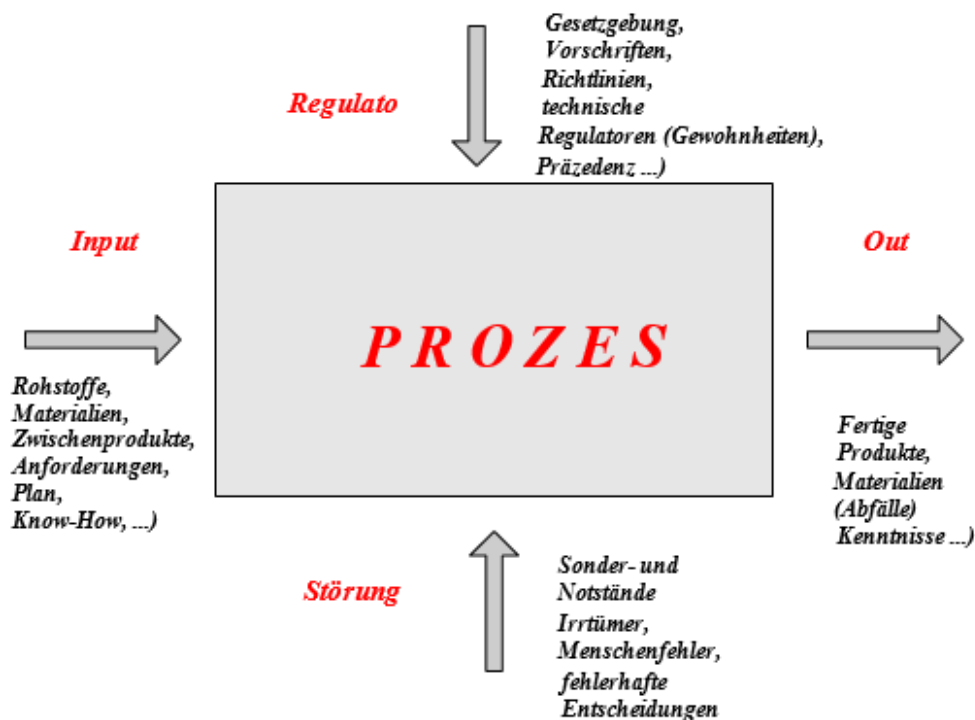 Gesetzgebung,
Vorschriften,
Richtlinien,
technische
Regulatoren (Gewohnheiten),
Präzedenz ...)
Regulato
Input
Out
P R O Z E S
Rohstoffe,
Materialien,
Zwischenprodukte,
Anforderungen,
Plan,
Know-How, ...)
Fertige
Produkte,
Materialien
(Abfälle)
Kenntnisse ...)
Störung
Sonder- und
Notstände
Irrtümer,
Menschenfehler,
fehlerhafte
Entscheidungen